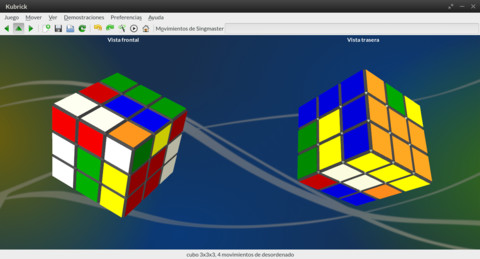 Kubrick
Juego Mover Ver Demostraciones Preferencias Ayuda
Movimientos de Singmaster
Vista frontal Vista trasera
cubo 3x3x3, 4 movimientos de desordenado